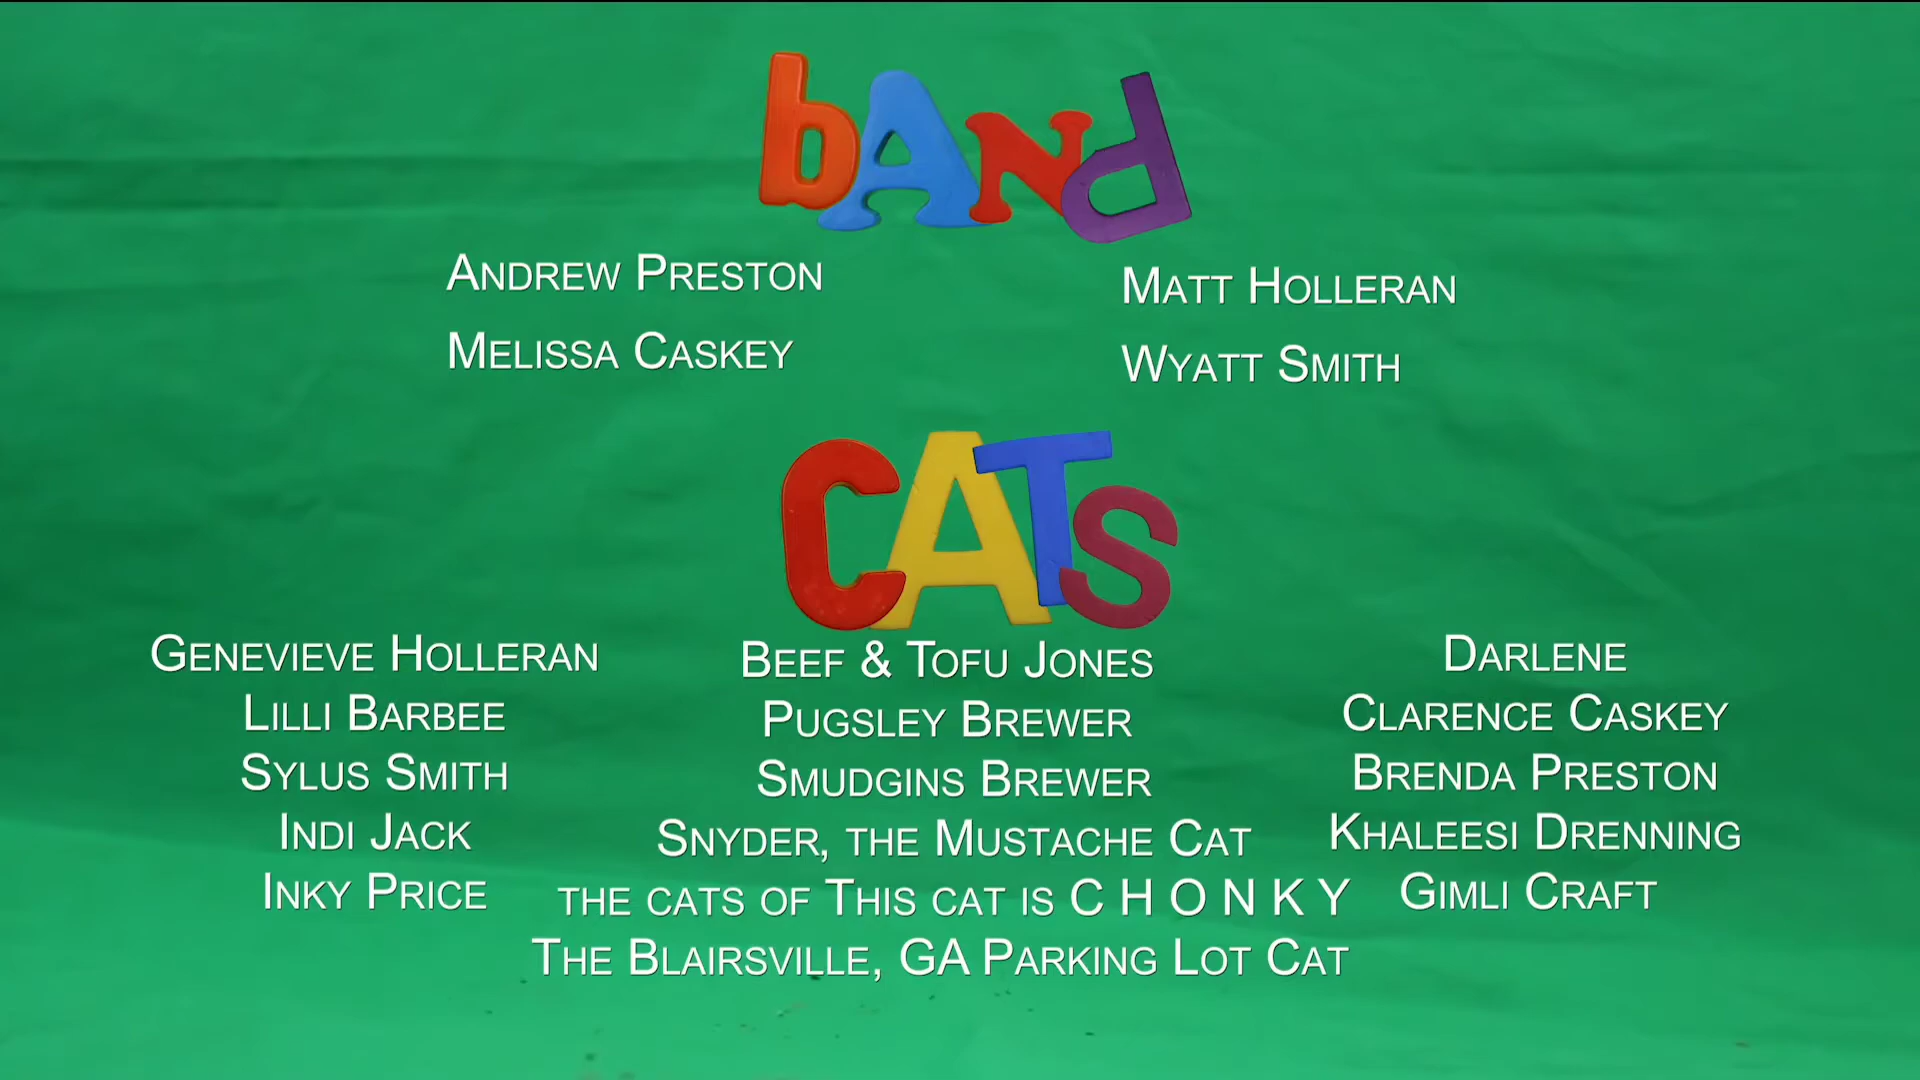 bANd
ANDREW PRESTON
MELISSA CASKEY
MATT HOLLERAN
WYATT SMITH
CATS
GENEVIEVE HOLLERAN
LILLI BARBEE
SYLUS SMITH
INDI JACK
INKY PRICE
BEEF & TOFU JONES
PUGSLEY BREWER
SMUDGINS BREWER
SNYDER, THE MUSTACHE CAT
THE CATS OF THIS CAT IS C H O N K Y
THE BLAIRSVILLE, GA PARKING LOT CAT
DARLENE
CLARENCE CASKEY
BRENDA PRESTON
KHALEESI DRENNING
GIMLI CRAFT